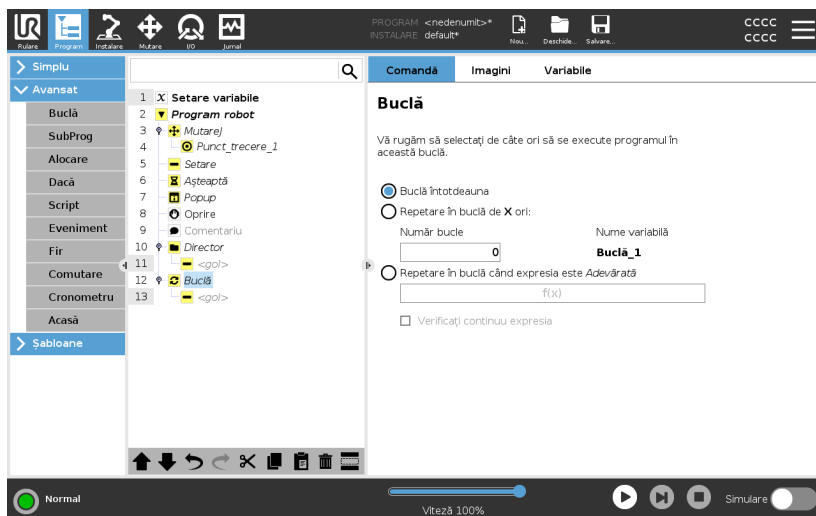 UR
Rulare
Program
Instalare
Mutare
I/O
Jurnal
PROGRAM <nedenumit>*
INSTALARE default*
Nou...
Deschide...
Salvare...
CCCC
CCCC
Simplu
Avansat
Buclă
SubProg
Alocare
Dacă
Script
Eveniment
Fir
Comutare
Cronometru
Acasă
Șabloane
1 X Setare variabile
2 Program robot
3 MutareJ
4 Punct_trecere_1
5 Setare
6 Așteaptă
7 Popup
8 Oprire
9 Comentariu
10 Director
11 <gol>
12 Buclă
13 <gol>
Comandă Imagini Variabile
Buclă
Vă rugăm să selectați de câte ori să se execute programul în
această buclă.
Buclă întotdeauna
Repetare în buclă de X ori:
Număr bucle Nume variabilă
0 Buclă_1
Repetare în buclă când expresia este Adevărată
f(x)
Verificați continuu expresia
Normal
Viteză 100%
Simulare